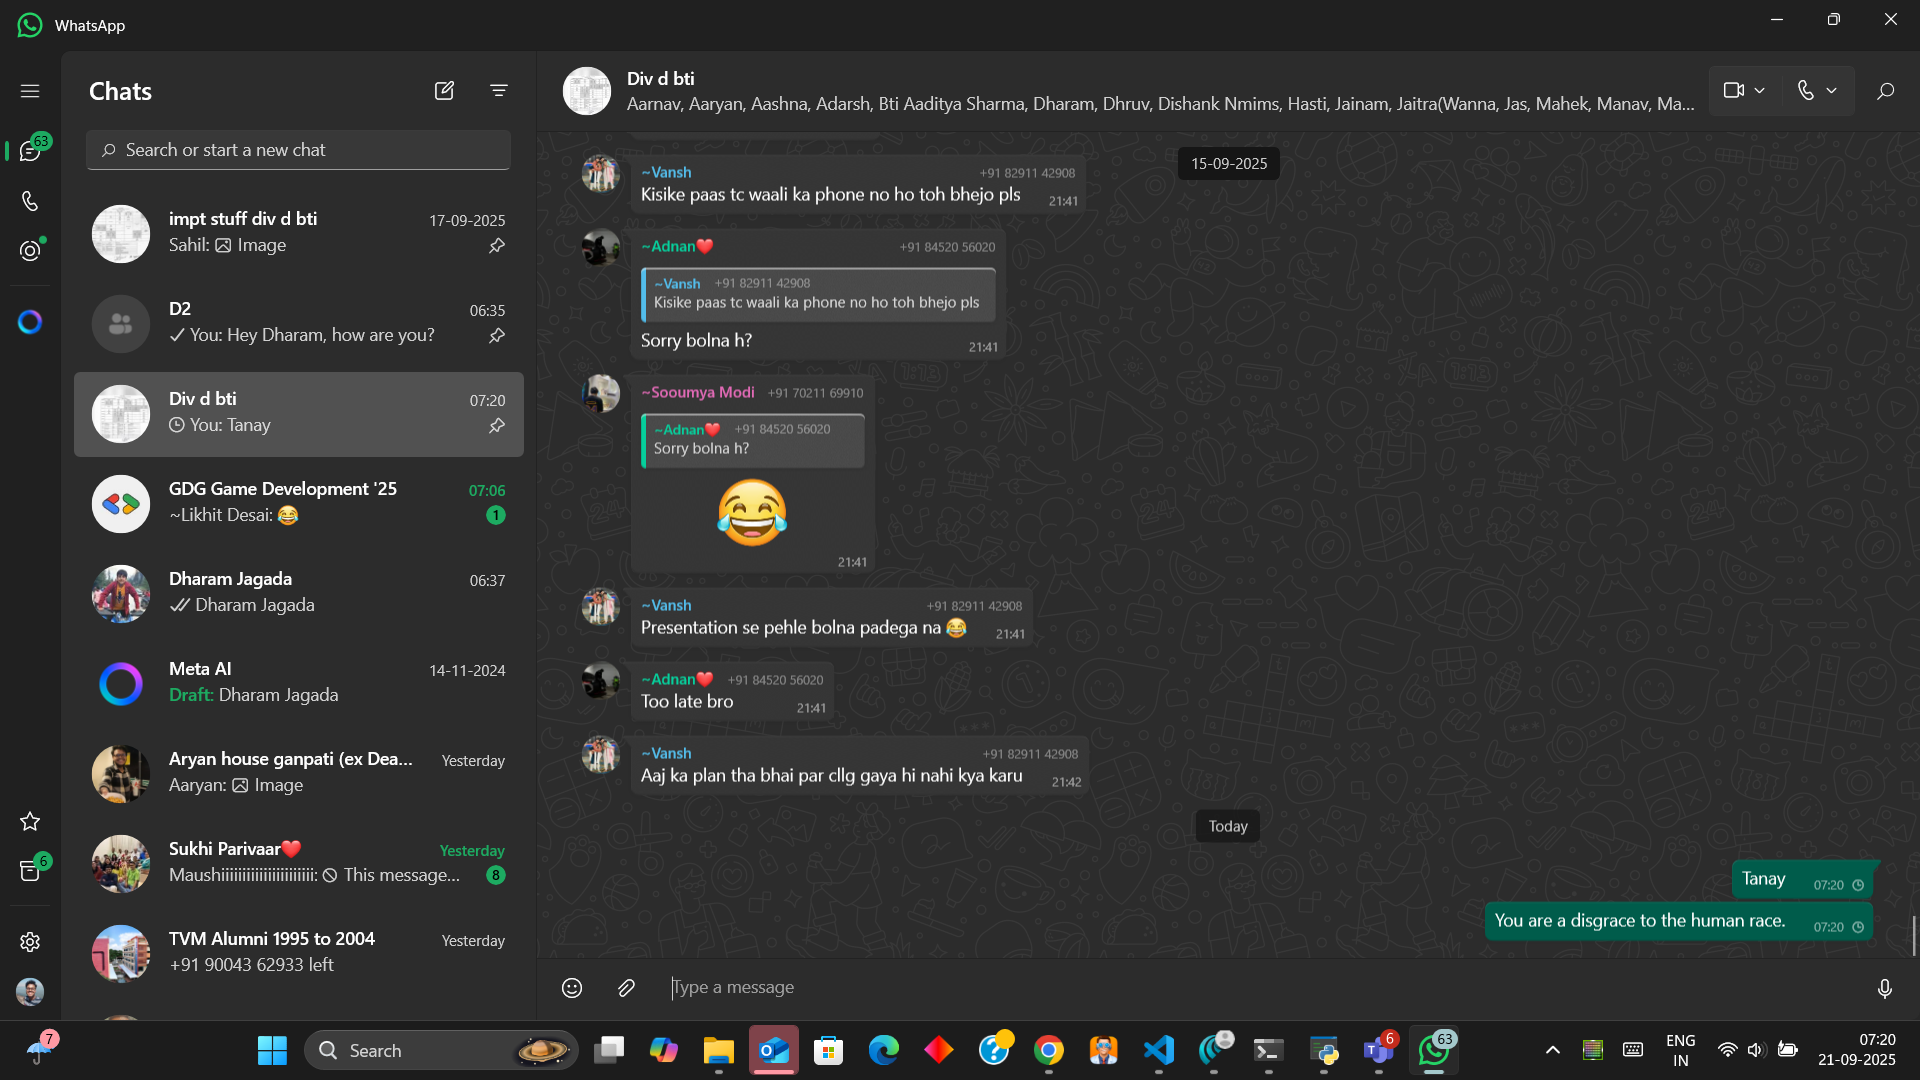 WhatsApp
Chats
63
Search or start a new chat
impt stuff div d bti
17-09-2025
Sahil: Image
D2
06:35
You: Hey Dharam, how are you?
Div d bti
07:20
You: Tanay
GDG Game Development '25
07:06
~Likhit Desai: 😂
1
Dharam Jagada
06:37
Dharam Jagada
Meta AI
14-11-2024
Draft: Dharam Jagada
Aryan house ganpati (ex Dea...
Yesterday
Aaryan: Image
Sukhi Parivaar❤️
Yesterday
Maushiiiiiiiiiiiiiiiiiiiiii: This message...
8
6
TVM Alumni 1995 to 2004
Yesterday
+91 90043 62933 left
Div d bti
Aarnav, Aaryan, Aashna, Adarsh, Bti Aaditya Sharma, Dharam, Dhruv, Dishank Nmims, Hasti, Jainam, Jaitra(Wanna, Jas, Mahek, Manav, Ma...
15-09-2025
~Vansh +91 82911 42908
Kisike paas tc waali ka phone no ho toh bhejo pls 21:41
~Adnan❤️ +91 84520 56020
~Vansh +91 82911 42908
Kisike paas tc waali ka phone no ho toh bhejo pls
Sorry bolna h? 21:41
~Sooumya Modi +91 70211 69910
~Adnan❤️ +91 84520 56020
Sorry bolna h?
😂
21:41
~Vansh +91 82911 42908
Presentation se pehle bolna padega na 😂 21:41
~Adnan❤️ +91 84520 56020
Too late bro 21:41
~Vansh +91 82911 42908
Aaj ka plan tha bhai par cllg gaya hi nahi kya karu 21:42
Today
Tanay 07:20
You are a disgrace to the human race. 07:20
Type a message
7
Search
6
63
ENG
IN
07:20
21-09-2025